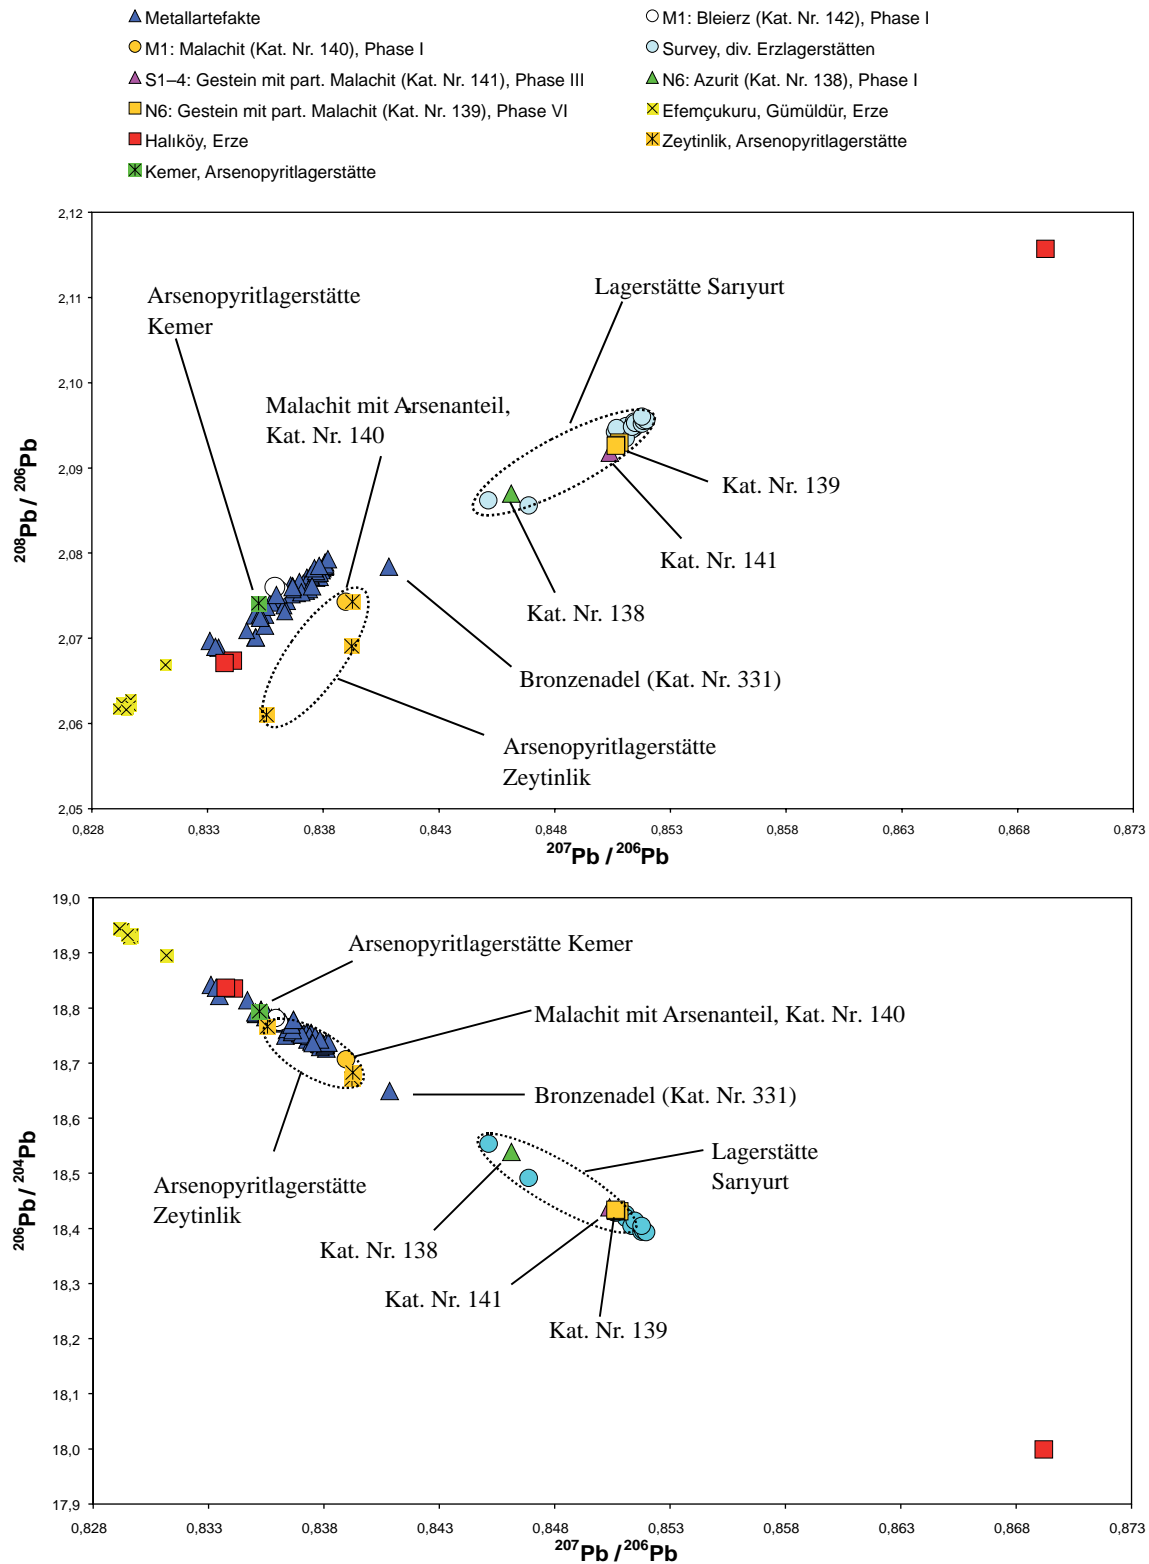 Metallartefakte
M1: Bleierz (Kat. Nr. 142), Phase I
M1: Malachit (Kat. Nr. 140), Phase I
Survey, div. Erzlagerstätten
S1–4: Gestein mit part. Malachit (Kat. Nr. 141), Phase III
N6: Azurit (Kat. Nr. 138), Phase I
N6: Gestein mit part. Malachit (Kat. Nr. 139), Phase VI
Efemçukuru, Gümüldür, Erze
Halıköy, Erze
Zeytinlik, Arsenopyritlagerstätte
Kemer, Arsenopyritlagerstätte
2,12
2,11
2,10
2,09
2,08
2,07
2,06
2,05
208Pb / 206Pb
Arsenopyritlagerstätte
Kemer
Lagerstätte Sarıyurt
Malachit mit Arsenanteil,
Kat. Nr. 140
Kat. Nr. 139
Kat. Nr. 141
Kat. Nr. 138
Bronzenadel (Kat. Nr. 331)
Arsenopyritlagerstätte
Zeytinlik
0,828 0,833 0,838 0,843 0,848 0,853 0,858 0,863 0,868 0,873
207Pb / 206Pb
19,0
18,9
18,8
18,7
18,6
18,5
18,4
18,3
18,2
18,1
18,0
17,9
206Pb / 204Pb
Arsenopyritlagerstätte Kemer
Malachit mit Arsenanteil, Kat. Nr. 140
Bronzenadel (Kat. Nr. 331)
Lagerstätte
Sarıyurt
Arsenopyritlagerstätte
Zeytinlik
Kat. Nr. 138
Kat. Nr. 141
Kat. Nr. 139
0,828 0,833 0,838 0,843 0,848 0,853 0,858 0,863 0,868 0,873
207Pb / 206Pb